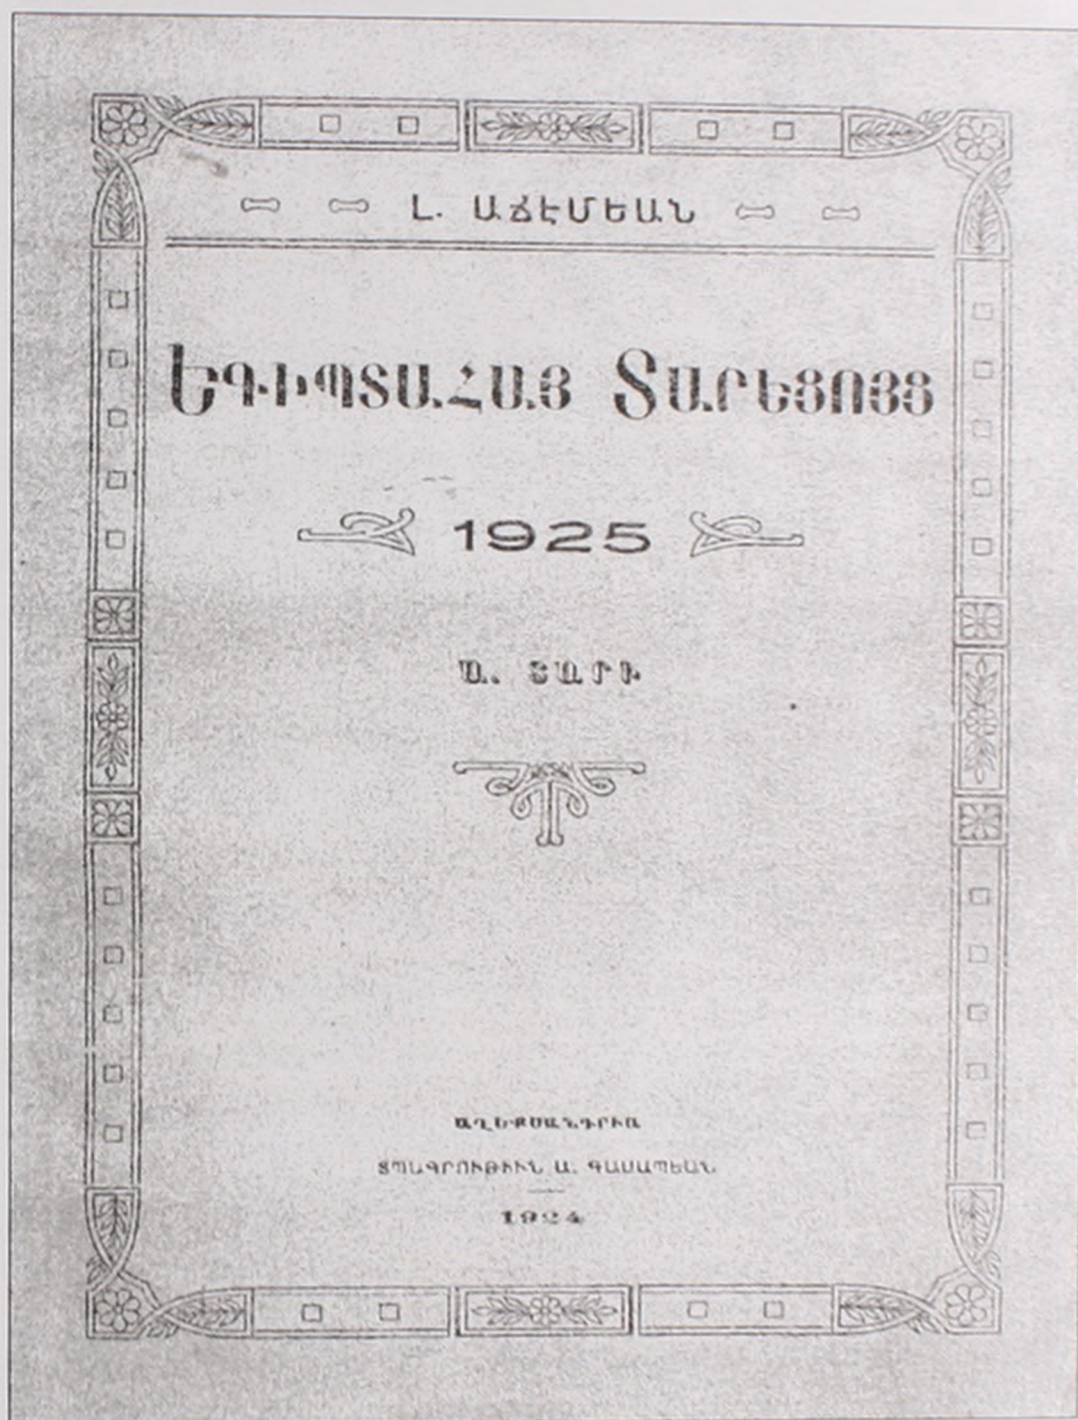 Լ. ԱՃԷՄԵԱՆ
ԵԳԻՊՏԱՀԱՅ ՏԱՐԵՑՈՅՑ
1925
Ա. ՏԱՐԻ
ԱՂԵՔՍԱՆԴՐԻԱ
ՏՊԱԳՐՈՒԹԻՒՆ Ա. ԳԱՍԱՊԵԱՆ
1924